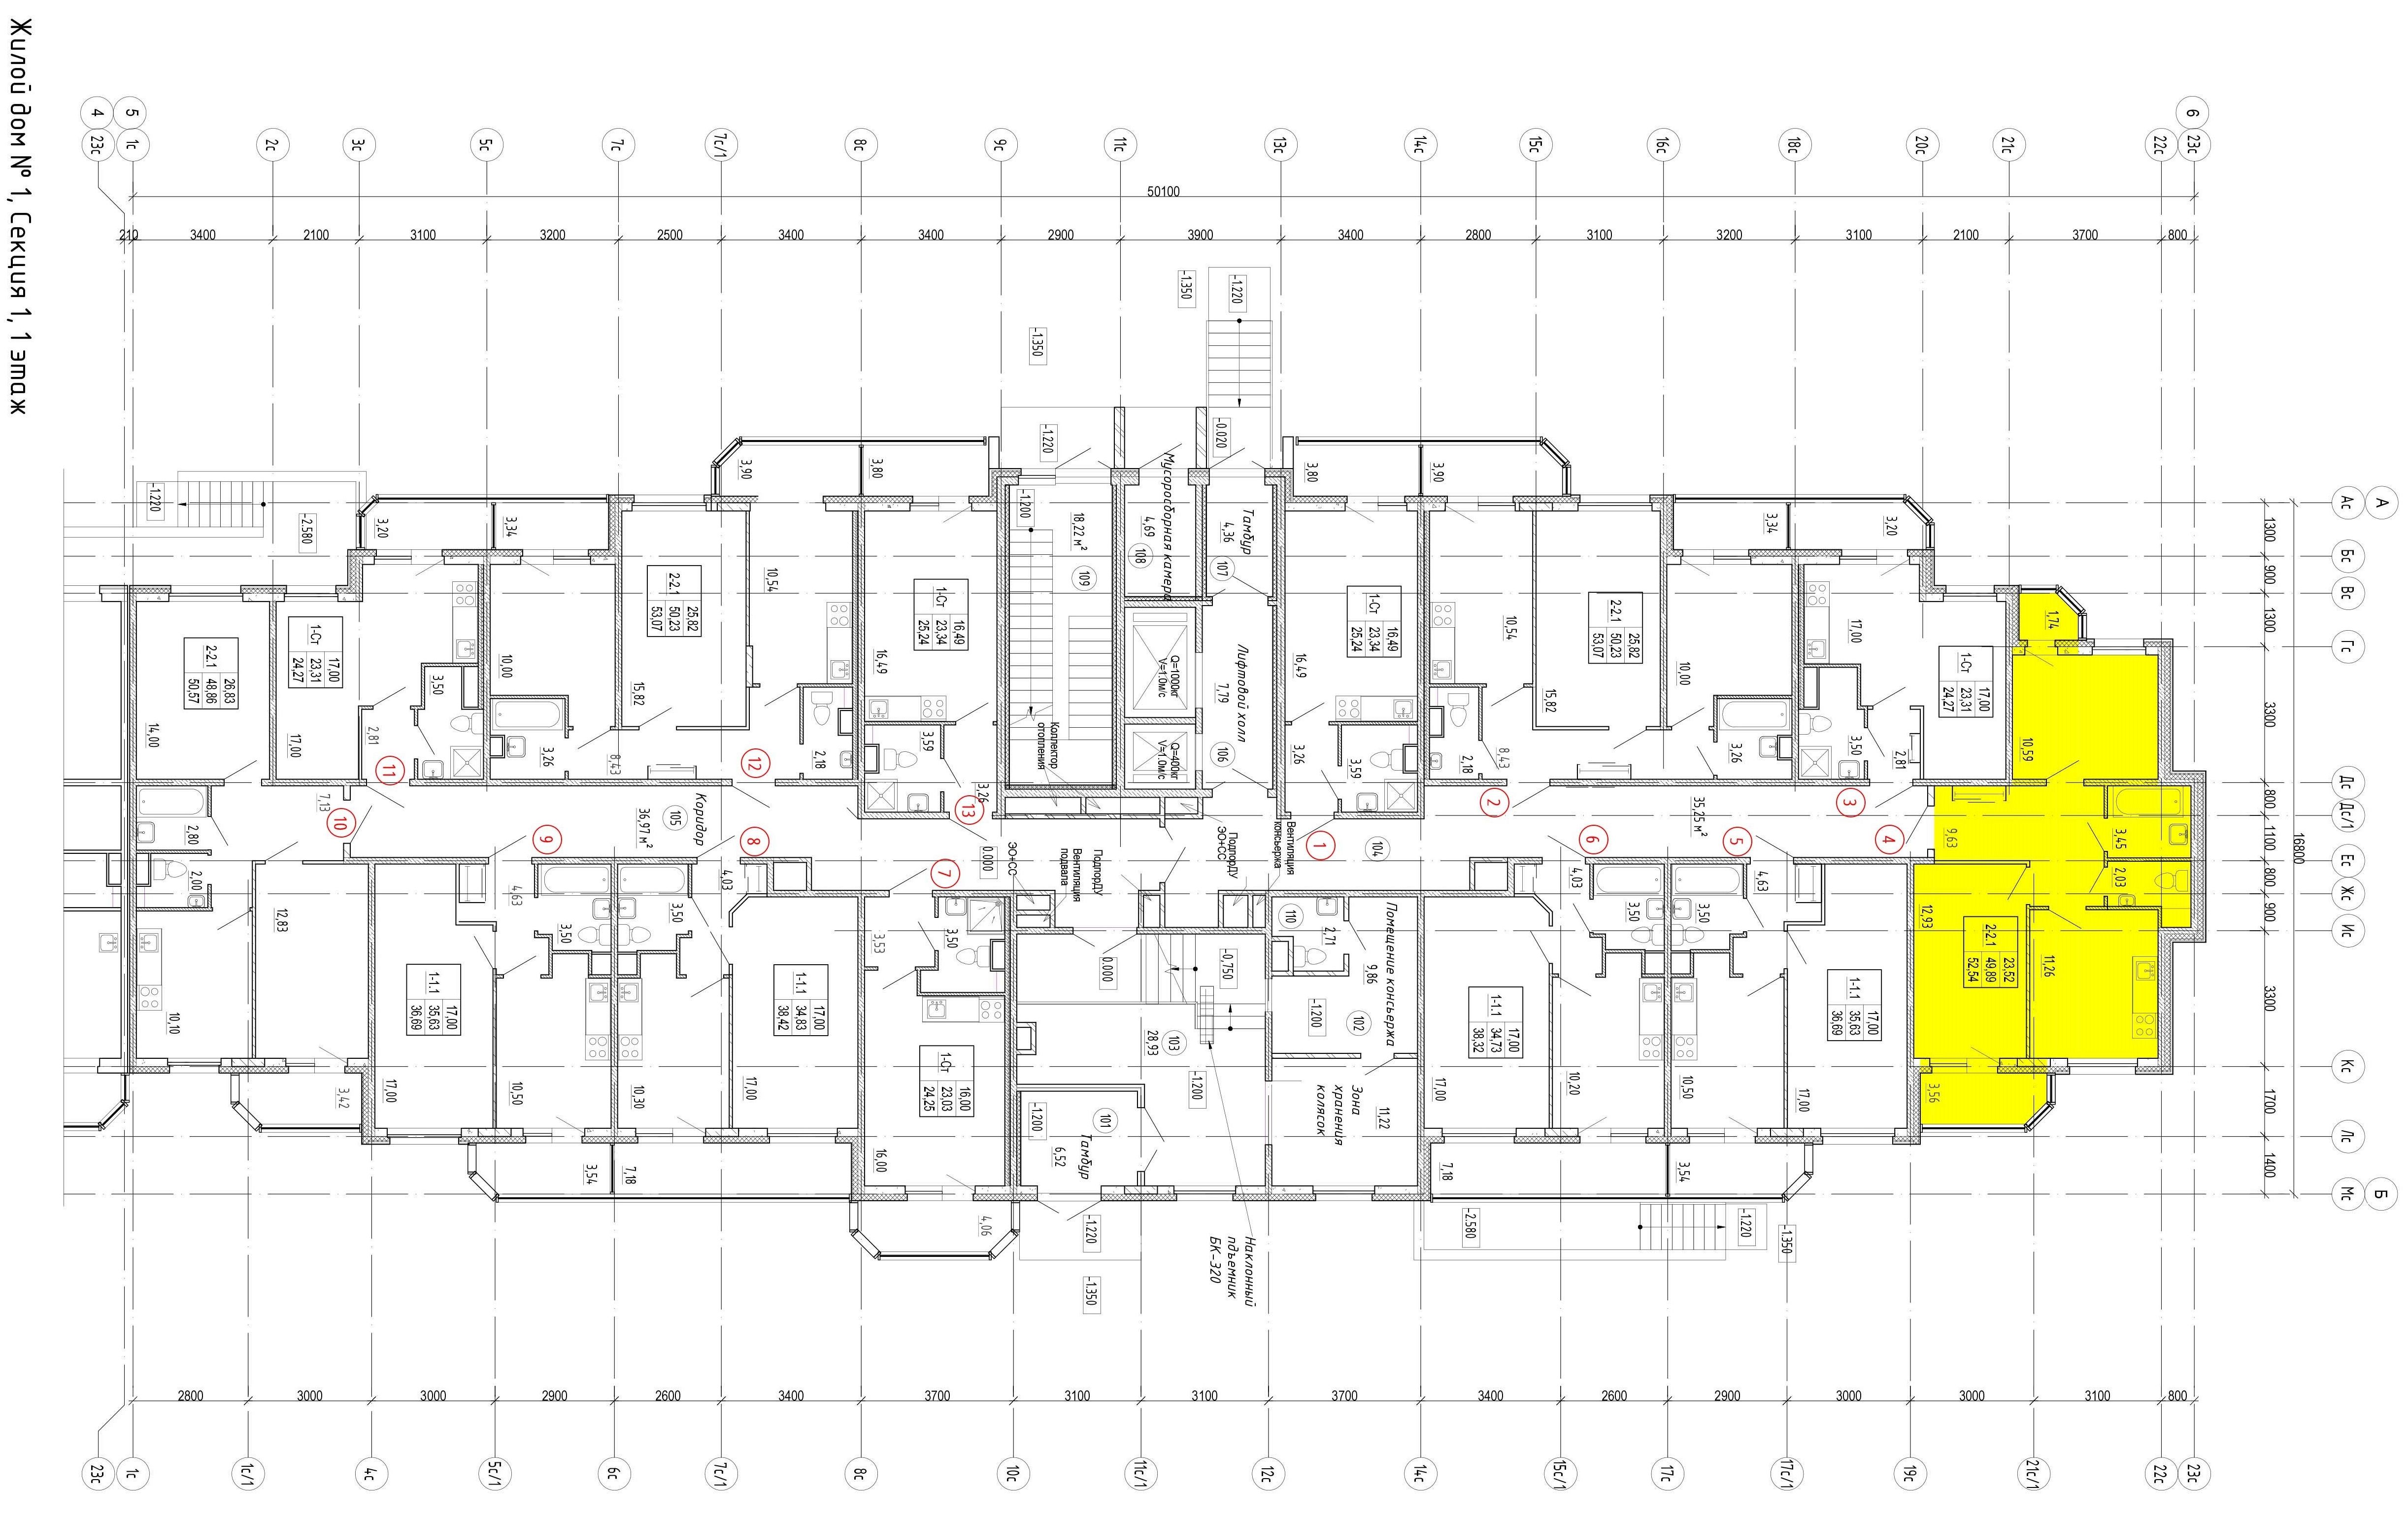 Жилой дом № 1, Секция 1, 1 этаж
4
5
6
23с
1с
2с
3с
5с
7с
7с/1
8с
9с
11с
13с
14с
15с
16с
18с
20с
21с
22с
23с
50100
210
3400
2100
3100
3200
2500
3400
3400
2900
3900
3400
2800
3100
3200
3100
2100
3700
800
А
Ас
Бс
Вс
Гс
Дс
Дс/1
Ес
Жс
Ис
Кс
Лс
Мс
Б
1300
900
1300
3300
800
1100
800
900
3300
1700
1400
16800
-1.220
-2.580
3,20
3,34
3,90
3,80
-1.350
-1.220
-1.350
-1.220
-0.020
3,80
3,90
3,34
3,20
1,74
2-2.1
26,83
48,86
50,57
14,00
1-Ст
17,00
23,31
24,27
17,00
3,50
2,81
11
10,00
3,26
2-2.1
25,82
50,23
53,07
15,82
8,43
10,54
2,18
12
1-Ст
16,49
23,34
25,24
16,49
3,59
3,26
13
-1.200
18,22 м²
109
Коллектор
отопления
Мусоросборная камера
4,69
108
Тамбур
4,36
107
Q=1000кг
V=1.0м/с
Q=400кг
V=1.0м/с
Лифтовой холл
7,79
106
1-Ст
16,49
23,34
25,24
16,49
3,59
3,26
1
2-2.1
25,82
50,23
53,07
10,54
15,82
2,18
8,43
2
10,00
3,26
1-Ст
17,00
23,31
24,27
17,00
3,50
2,81
3
10,59
9,63
3,45
2,03
4
12,93
2-2.1
23,52
49,89
52,54
11,26
3,56
7,13
10
2,80
2,00
10,10
12,83
3,42
Коридор
36,97 м²
105
9
8
7
0.000
ЭО+СС
Вентиляция
подвала
ПодпорДУ
ПодпорДУ
ЭО+СС
Вентиляция
консьержа
104
35,25 м²
6
5
4,63
3,50
1-1.1
17,00
35,63
36,69
17,00
10,50
3,54
4,03
3,50
1-1.1
17,00
34,83
38,42
10,30
17,00
7,18
3,53
3,50
1-Ст
16,00
23,03
24,25
16,00
4,06
0.000
-0.750
28,93
103
-1.200
-1.200
101
Тамбур
6,52
-1.220
-1.350
Наклонный
пдъемник
БК-320
110
2,71
Помещение консьержа
9,86
-1.200
102
Зона
хранения
колясок
11,22
4,03
3,50
1-1.1
17,00
34,73
38,32
17,00
10,20
7,18
4,63
3,50
1-1.1
17,00
35,63
36,69
10,50
17,00
3,54
-2.580
-1.220
-1.350
2800
3000
3000
2900
2600
3400
3700
3100
3100
3700
3400
2600
2900
3000
3000
3100
800
23с
1с
1с/1
4с
5с/1
6с
7с/1
8с
10с
11с/1
12с
14с
15с/1
17с
17с/1
19с
21с/1
22с
23с